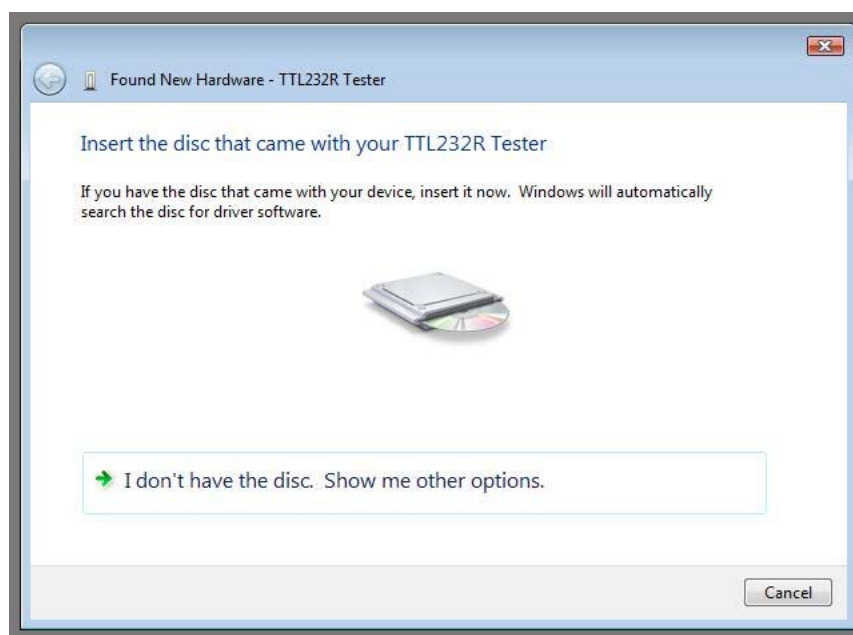 Found New Hardware - TTL232R Tester
Insert the disc that came with your TTL232R Tester
If you have the disc that came with your device, insert it now.  Windows will automatically
search the disc for driver software.
I don't have the disc.  Show me other options.
Cancel